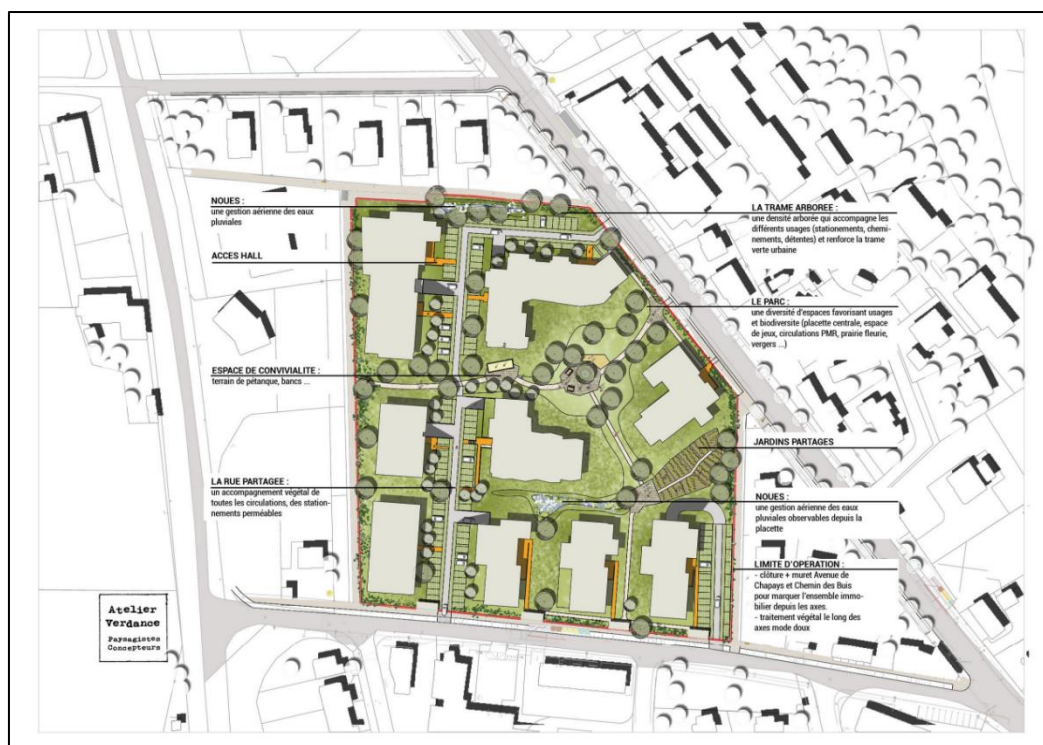 NOUES :
une gestion aérienne des eaux
pluviales
ACCES HALL
ESPACE DE CONVIVIALITE :
terrain de pétanque, bancs ...
LA RUE PARTAGEE :
un accompagnement végétal de
toutes les circulations, des station-
nements perméables
Atelier
Verdance
Paysagistes
Concepteurs
LA TRAME ARBOREE :
une densité arborée qui accompagne les
différents usages (stationements, chemi-
nements, détentes) et renforce la trame
verte urbaine
LE PARC :
une diversité d'espaces favorisant usages
et biodiversite (placette centrale, espace
de jeux, circulations PMR, prairie fleurie,
vergers ...)
JARDINS PARTAGES
NOUES :
une gestion aérienne des eaux
pluviales observables depuis la
placette
LIMITE D'OPERATION :
- clôture + muret Avenue de
Chapays et Chemin des Buis
pour marquer l'ensemble immo-
bilier depuis les axes.
- traitement végétal le long des
axes mode doux